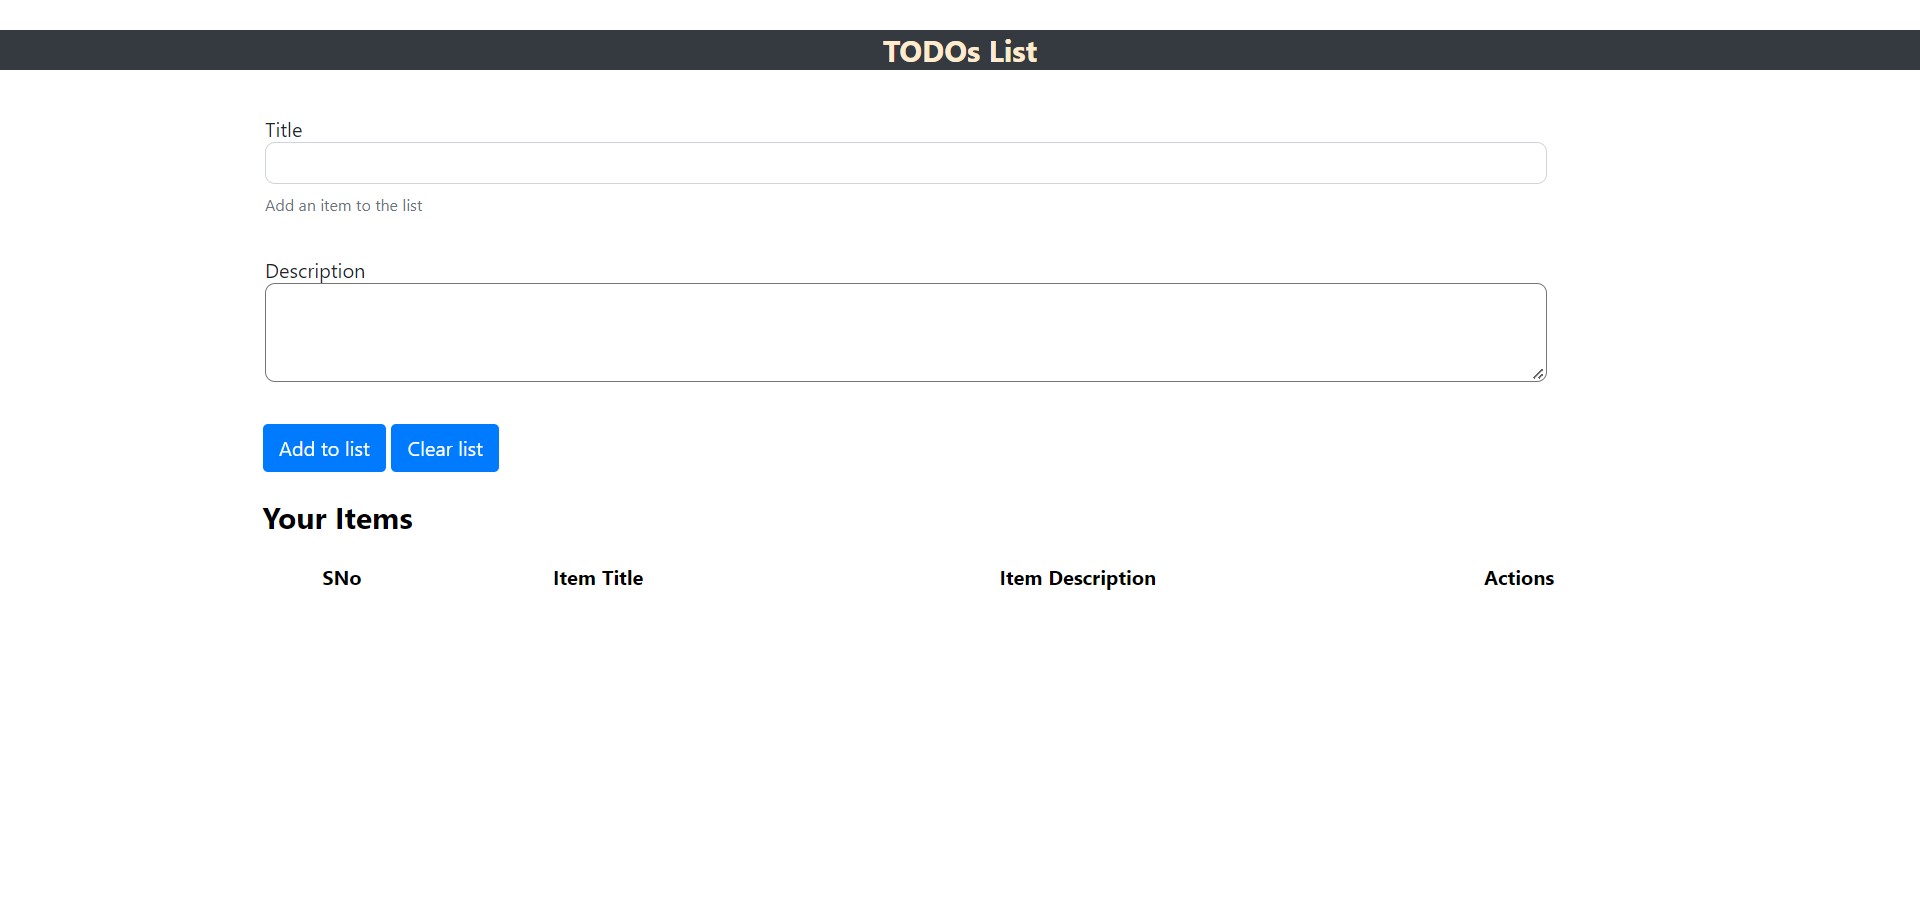 TODOs List
Title
Add an item to the list
Description
Add to list Clear list
Your Items
SNo Item Title Item Description Actions